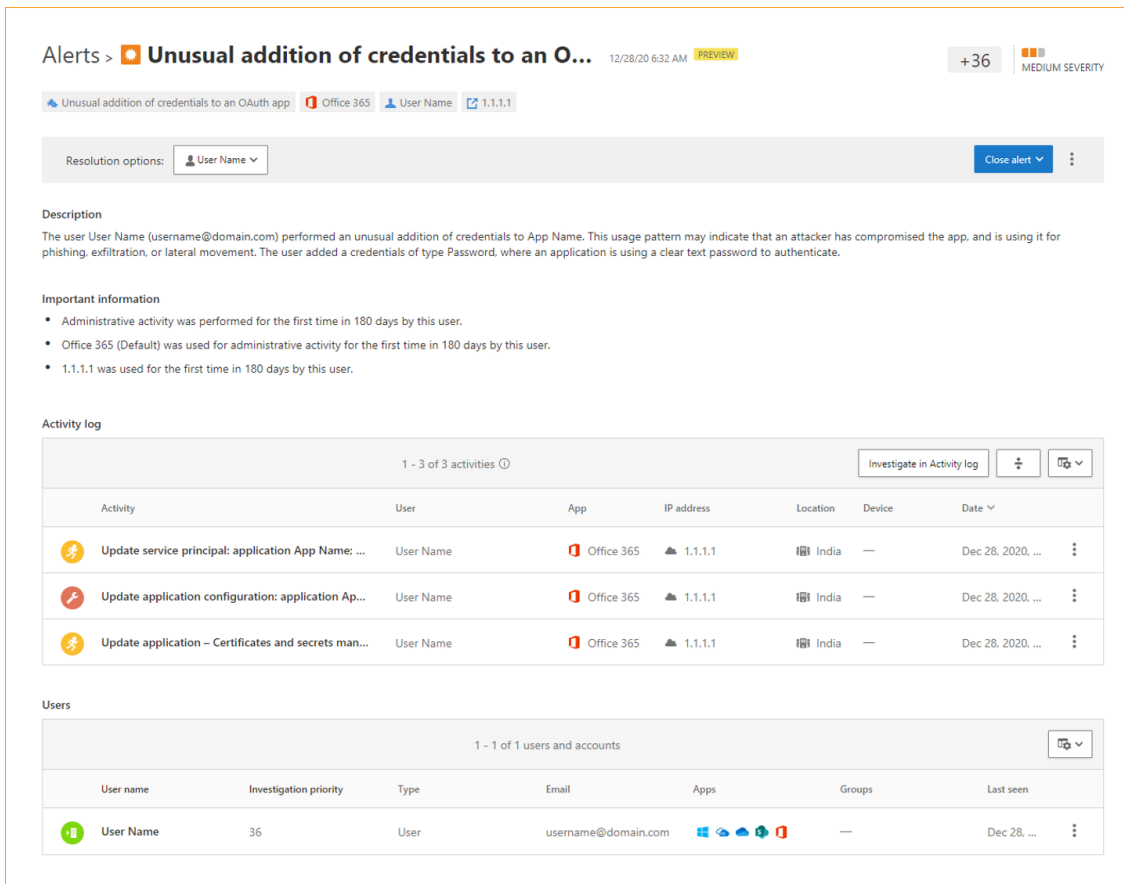 Alerts > Unusual addition of credentials to an O... 12/28/20 6:32 AM PREVIEW +36 MEDIUM SEVERITY
Unusual addition of credentials to an OAuth app Office 365 User Name 1.1.1.1
Resolution options: User Name Close alert
Description
The user User Name (username@domain.com) performed an unusual addition of credentials to App Name. This usage pattern may indicate that an attacker has compromised the app, and is using it for
phishing, exfiltration, or lateral movement. The user added a credentials of type Password, where an application is using a clear text password to authenticate.
Important information
• Administrative activity was performed for the first time in 180 days by this user.
• Office 365 (Default) was used for administrative activity for the first time in 180 days by this user.
• 1.1.1.1 was used for the first time in 180 days by this user.
Activity log
1 - 3 of 3 activities Investigate in Activity log
Activity User App IP address Location Device Date
Update service principal: application App Name; ... User Name Office 365 1.1.1.1 India — Dec 28, 2020, ...
Update application configuration: application Ap... User Name Office 365 1.1.1.1 India — Dec 28, 2020, ...
Update application – Certificates and secrets man... User Name Office 365 1.1.1.1 India — Dec 28, 2020, ...
Users
1 - 1 of 1 users and accounts
User name Investigation priority Type Email Apps Groups Last seen
User Name 36 User username@domain.com — Dec 28, ...